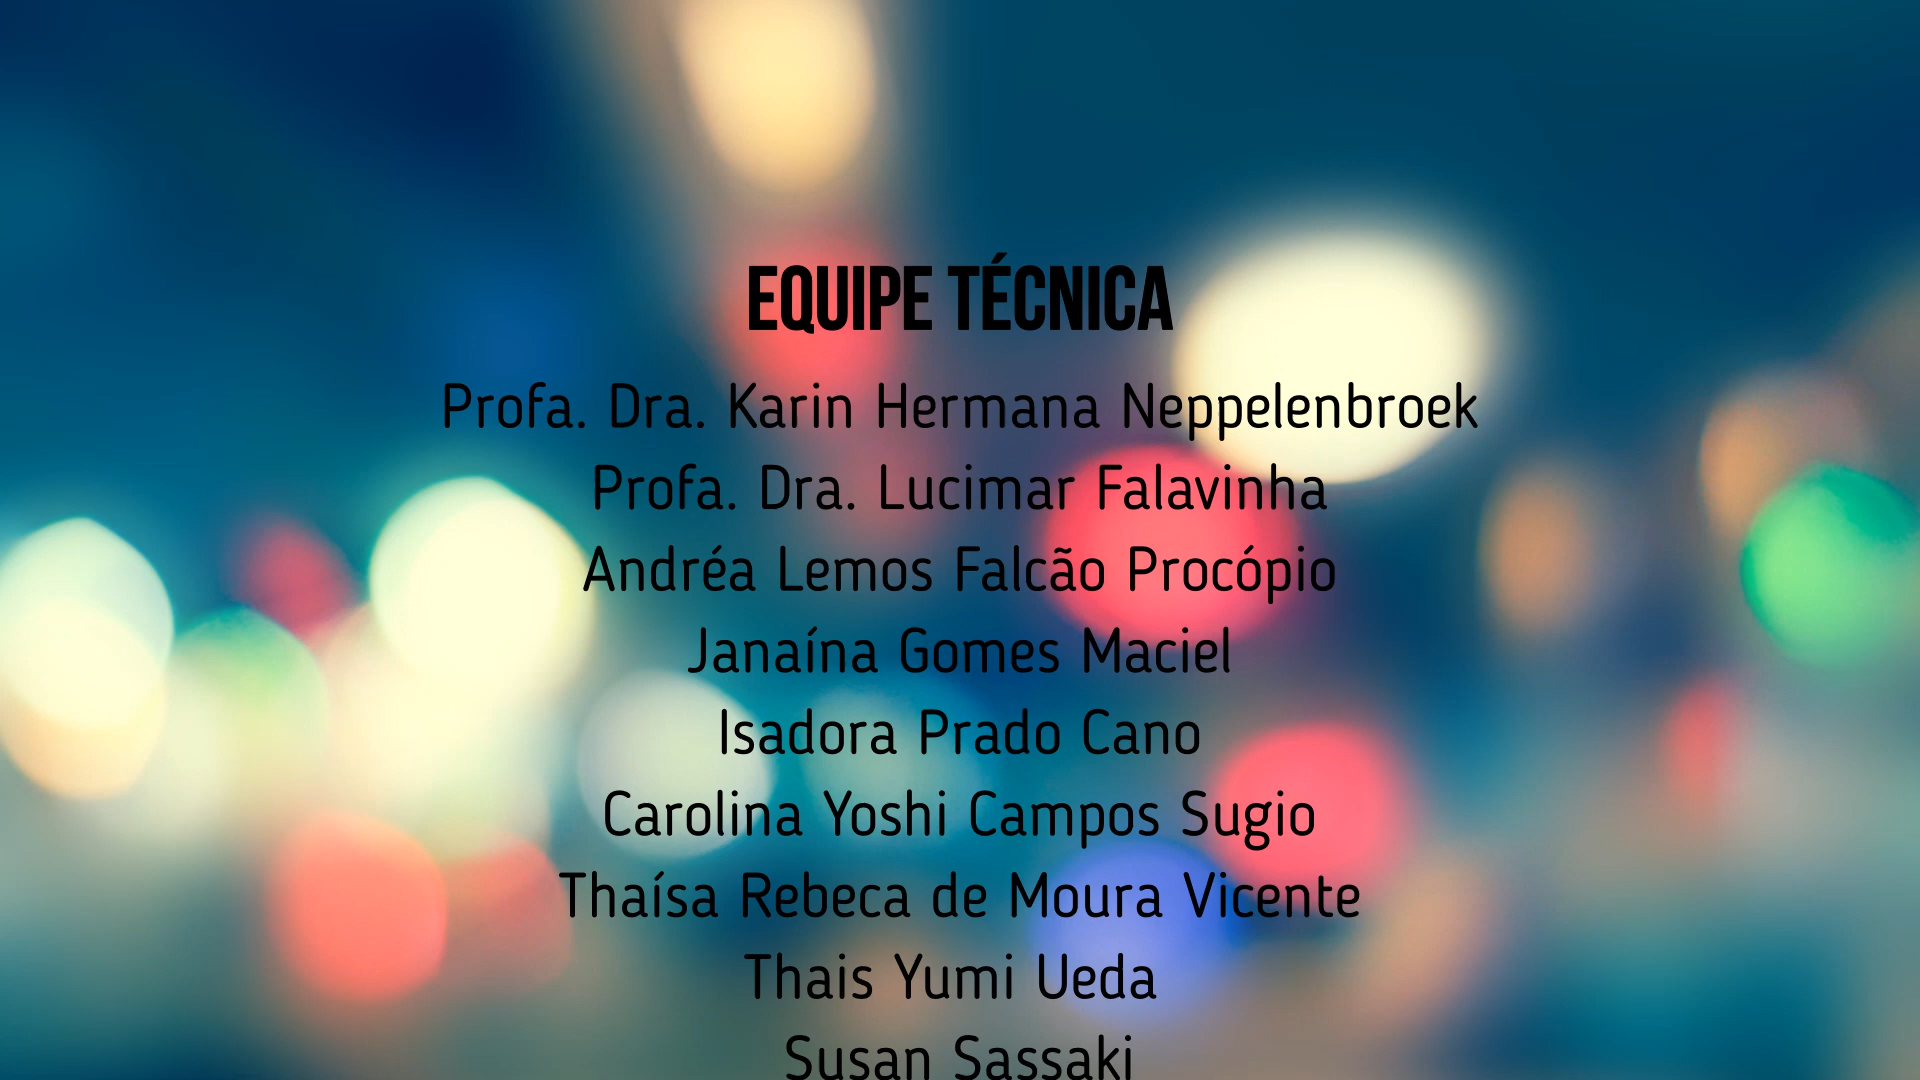 EQUIPE TÉCNICA
Profa. Dra. Karin Hermana Neppelenbroek
Profa. Dra. Lucimar Falavinha
Andréa Lemos Falcão Procópio
Janaína Gomes Maciel
Isadora Prado Cano
Carolina Yoshi Campos Sugio
Thaísa Rebeca de Moura Vicente
Thais Yumi Ueda
Susan Sassaki